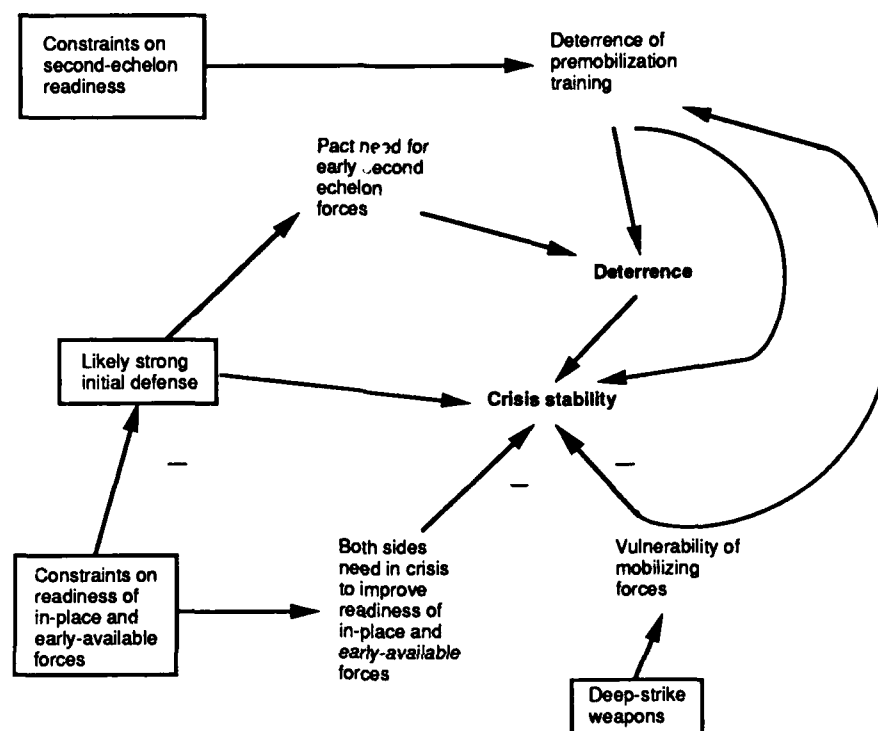 Constraints on
second-echelon
readiness
Deterrence of
premobilization
training
Pact need for
early second
echelon
forces
Deterrence
Likely strong
initial defense
Crisis stability
—
—
—
Constraints on
readiness of
in-place and
early-available
forces
Both sides
need in crisis
to improve
readiness of
in-place and
early-available
forces
Vulnerability of
mobilizing
forces
Deep-strike
weapons